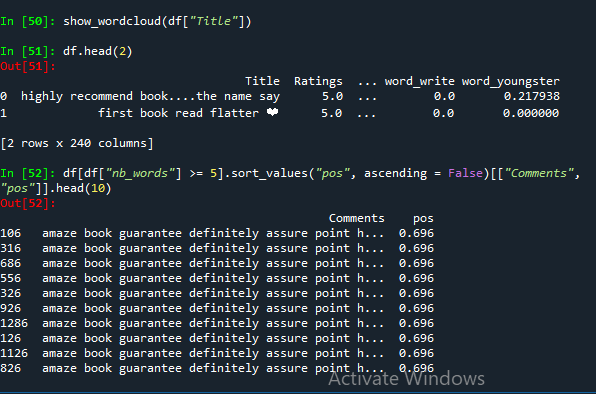 In [50]: show_wordcloud(df["Title"])
In [51]: df.head(2)
Out[51]:
Title Ratings ... word_write word_youngster
0 highly recommend book....the name say 5.0 ... 0.0 0.217938
1 first book read flatter ❤ 5.0 ... 0.0 0.000000
[2 rows x 240 columns]
In [52]: df[df["nb_words"] >= 5].sort_values("pos", ascending = False)[["Comments",
"pos"]].head(10)
Out[52]:
Comments pos
106 amaze book guarantee definitely assure point h... 0.696
316 amaze book guarantee definitely assure point h... 0.696
686 amaze book guarantee definitely assure point h... 0.696
556 amaze book guarantee definitely assure point h... 0.696
326 amaze book guarantee definitely assure point h... 0.696
926 amaze book guarantee definitely assure point h... 0.696
1286 amaze book guarantee definitely assure point h... 0.696
126 amaze book guarantee definitely assure point h... 0.696
1126 amaze book guarantee definitely assure point h... 0.696
826 amaze book guarantee definitely assure point h... 0.696
Activate Windows